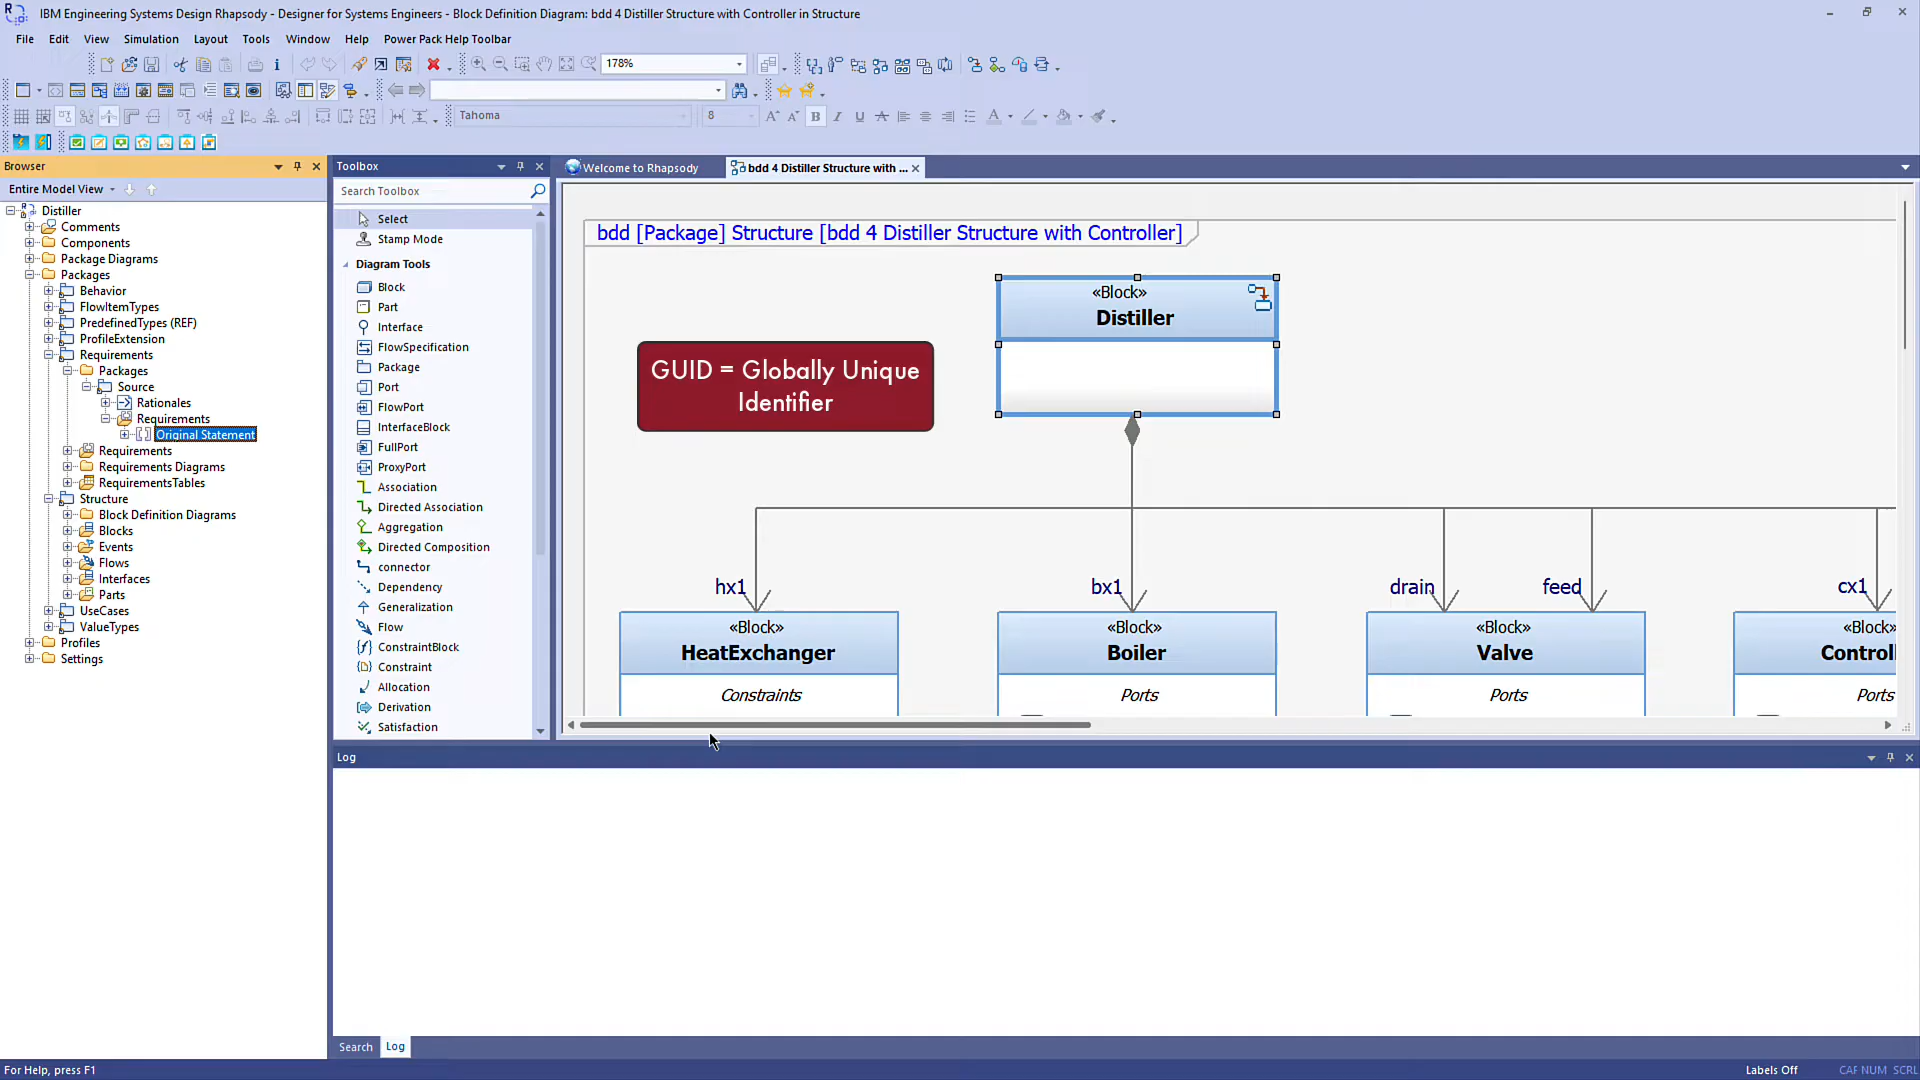 IBM Engineering Systems Design Rhapsody - Designer for Systems Engineers - Block Definition Diagram: bdd 4 Distiller Structure with Controller in Structure
File Edit View Simulation Layout Tools Window Help Power Pack Help Toolbar
178%
Tahoma 8
Browser
Entire Model View
Distiller
Comments
Components
Package Diagrams
Packages
Behavior
FlowItemTypes
PredefinedTypes (REF)
ProfileExtension
Requirements
Packages
Source
Rationales
Requirements
Original Statement
Requirements
Requirements Diagrams
RequirementsTables
Structure
Block Definition Diagrams
Blocks
Events
Flows
Interfaces
Parts
UseCases
ValueTypes
Profiles
Settings
Toolbox
Search Toolbox
Select
Stamp Mode
Diagram Tools
Block
Part
Interface
FlowSpecification
Package
Port
FlowPort
InterfaceBlock
FullPort
ProxyPort
Association
Directed Association
Aggregation
Directed Composition
connector
Dependency
Generalization
Flow
ConstraintBlock
Constraint
Allocation
Derivation
Satisfaction
Welcome to Rhapsody
bdd 4 Distiller Structure with ...
bdd [Package] Structure [bdd 4 Distiller Structure with Controller]
«Block»
Distiller
GUID = Globally Unique
Identifier
hx1 bx1 drain feed cx1
«Block» «Block» «Block» «Block»
HeatExchanger Boiler Valve Control
Constraints Ports Ports Ports
Log
Search Log
For Help, press F1
Labels Off CAP NUM SCRL